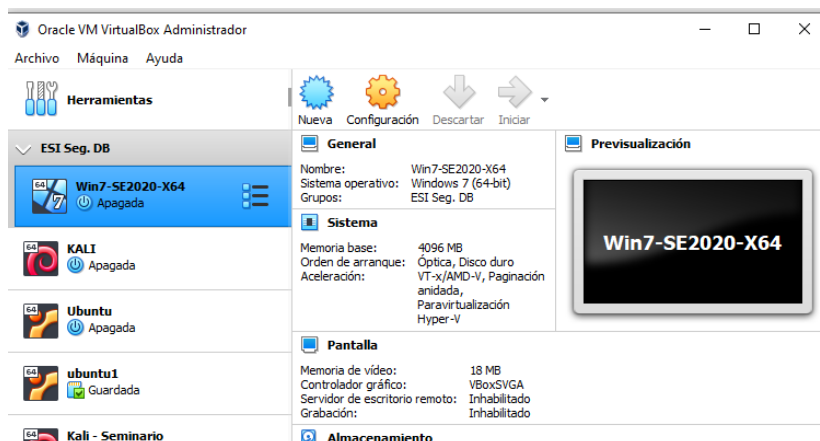 Oracle VM VirtualBox Administrador
Archivo Máquina Ayuda
Herramientas
Nueva Configuración Descartar Iniciar
ESI Seg. DB
64
7
Win7-SE2020-X64
Apagada
64
KALI
Apagada
64
Ubuntu
Apagada
64
ubuntu1
Guardada
64
Kali - Seminario
General
Nombre: Win7-SE2020-X64
Sistema operativo: Windows 7 (64-bit)
Grupos: ESI Seg. DB
Sistema
Memoria base: 4096 MB
Orden de arranque: Óptica, Disco duro
Aceleración: VT-x/AMD-V, Paginación
anidada,
Paravirtualización
Hyper-V
Previsualización
Win7-SE2020-X64
Pantalla
Memoria de vídeo: 18 MB
Controlador gráfico: VBoxSVGA
Servidor de escritorio remoto: Inhabilitado
Grabación: Inhabilitado
Almacenamiento